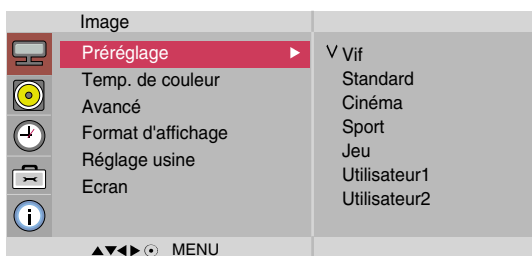 Image
Préréglage
Temp. de couleur
Avancé
Format d'affichage
Réglage usine
Ecran
Vif
Standard
Cinéma
Sport
Jeu
Utilisateur1
Utilisateur2
MENU